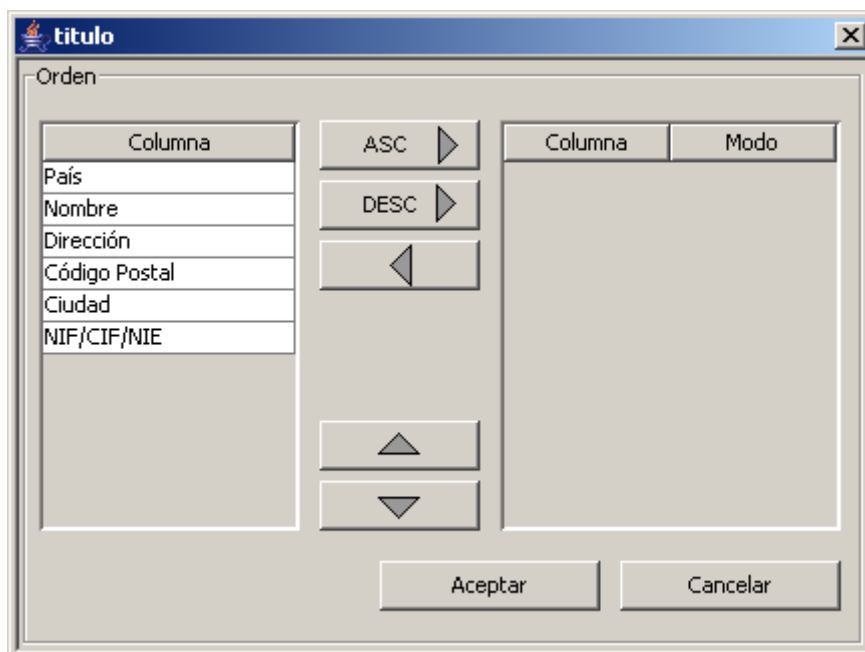 titulo
Orden
Columna
País
Nombre
Dirección
Código Postal
Ciudad
NIF/CIF/NIE
ASC
DESC
Columna Modo
Aceptar Cancelar